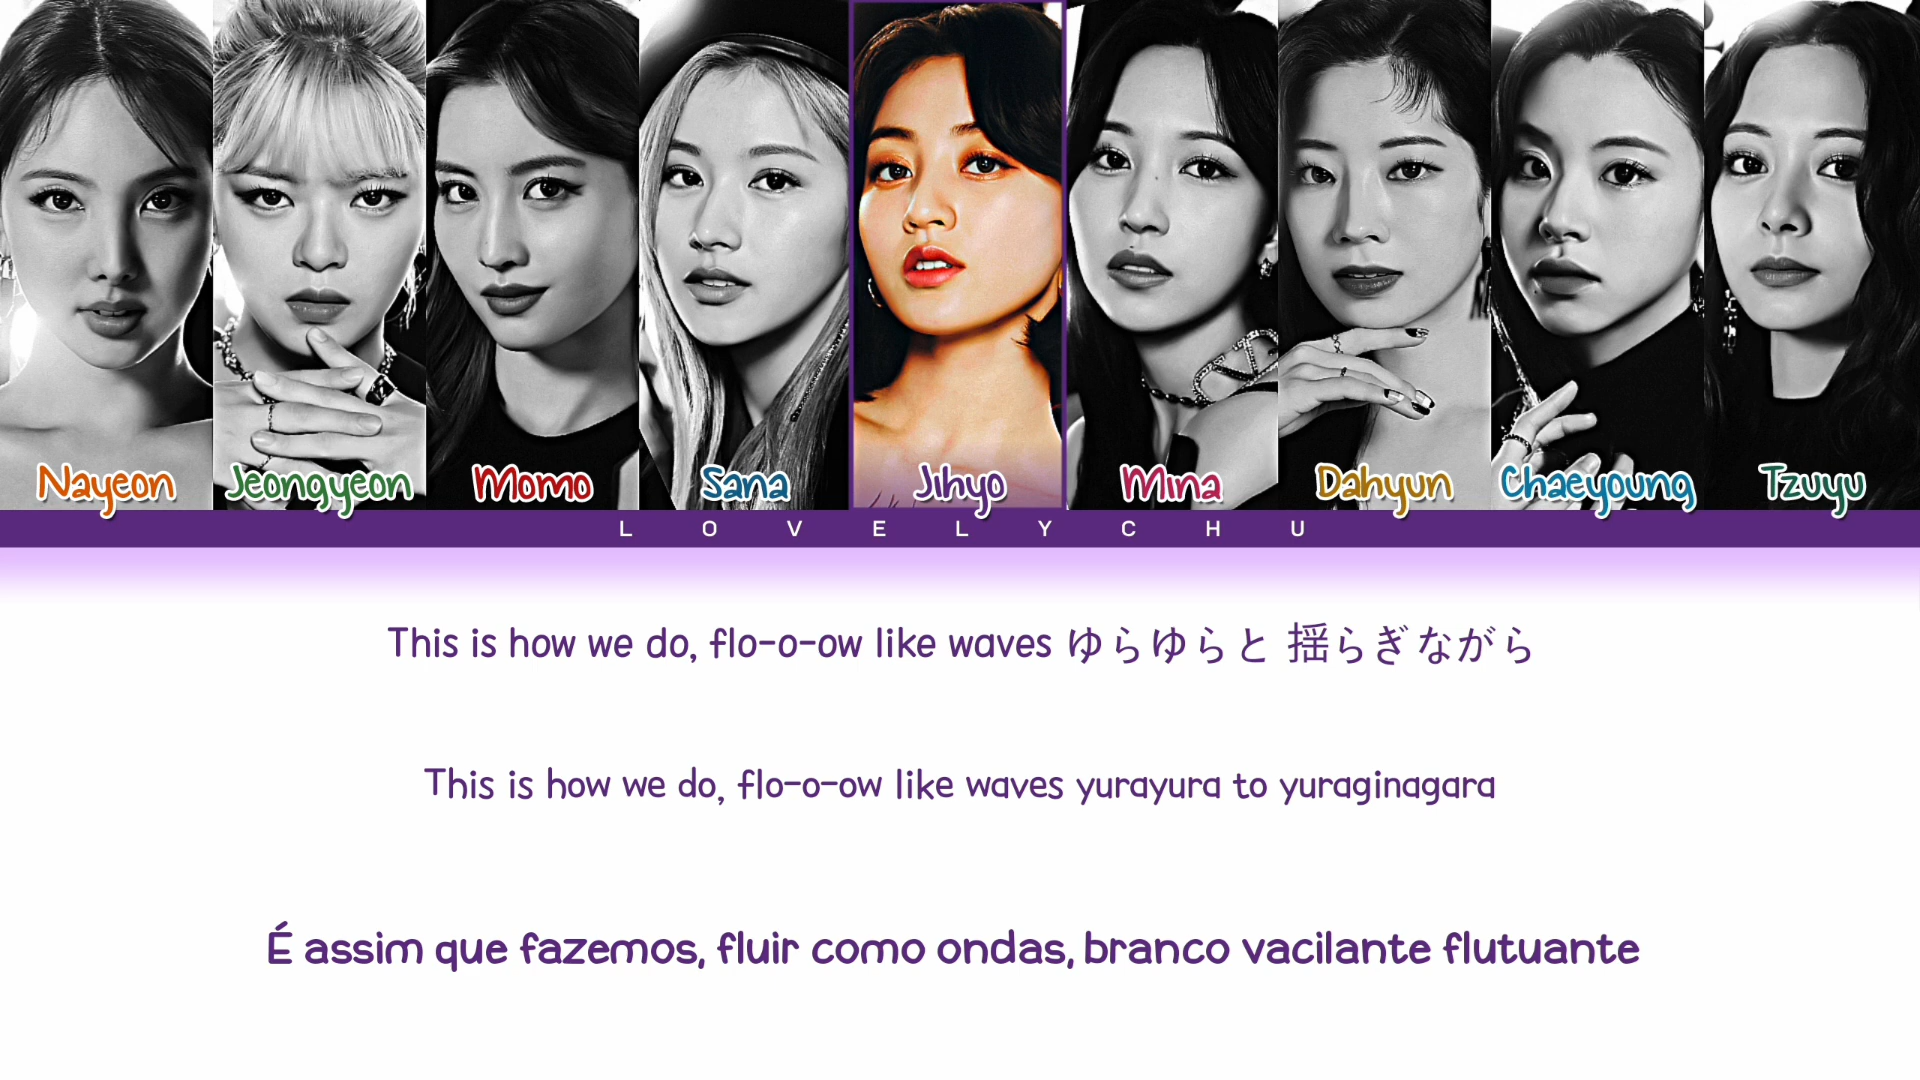 Nayeon Jeongyeon Momo Sana Jihyo Mina Dahyun Chaeyoung Tzuyu
LOVELYCHU
This is how we do, flo-o-ow like waves ゆらゆらと 揺らぎながら
This is how we do, flo-o-ow like waves yurayura to yuraginagara
É assim que fazemos, fluir como ondas, branco vacilante flutuante